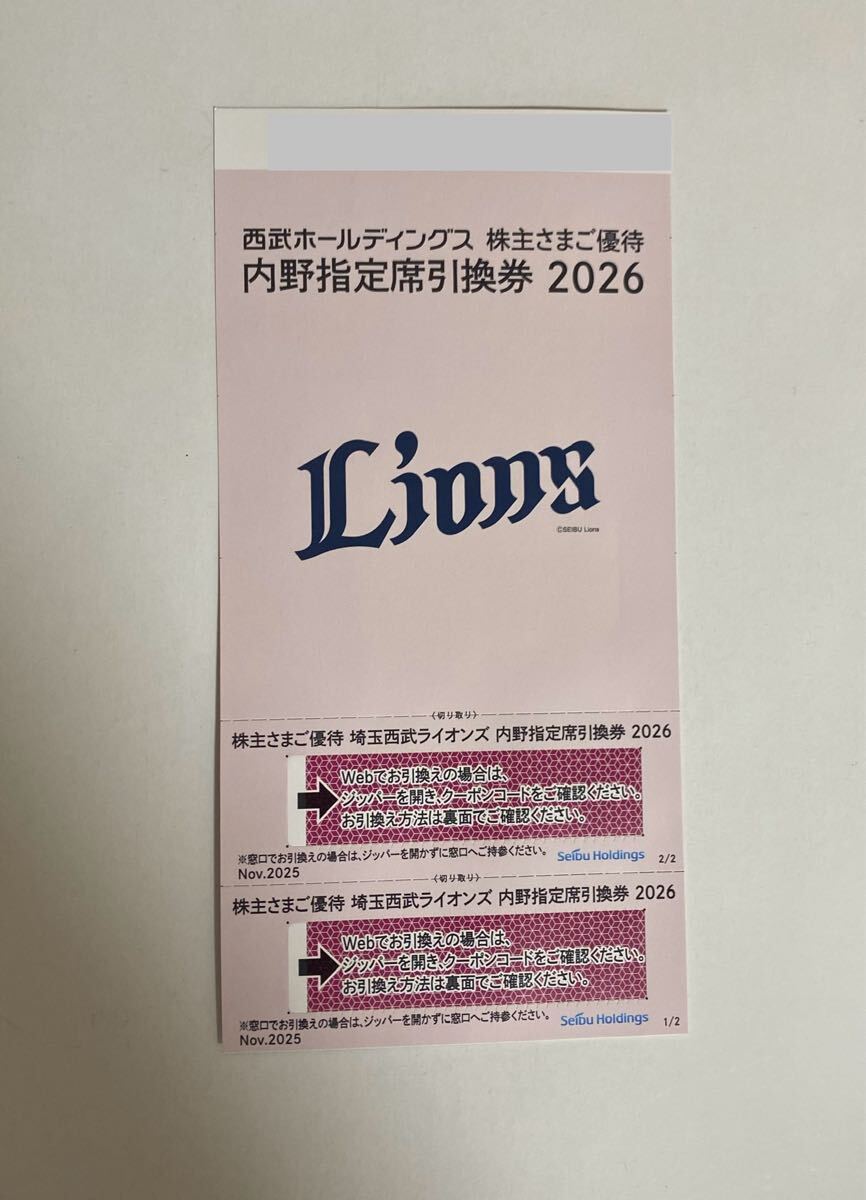 西武ホールディングス 株主さまご優待
内野指定席引換券 2026
Lions
©SEIBU Lions
〈切り取り〉
株主さまご優待 埼玉西武ライオンズ 内野指定席引換券 2026
Webでお引換えの場合は、
ジッパーを開き、クーポンコードをご確認ください。
お引換え方法は裏面でご確認ください。
※窓口でお引換えの場合は、ジッパーを開かずに窓口へご持参ください。
Seibu Holdings 2/2
Nov.2025
〈切り取り〉
株主さまご優待 埼玉西武ライオンズ 内野指定席引換券 2026
Webでお引換えの場合は、
ジッパーを開き、クーポンコードをご確認ください。
お引換え方法は裏面でご確認ください。
※窓口でお引換えの場合は、ジッパーを開かずに窓口へご持参ください。
Seibu Holdings 1/2
Nov.2025